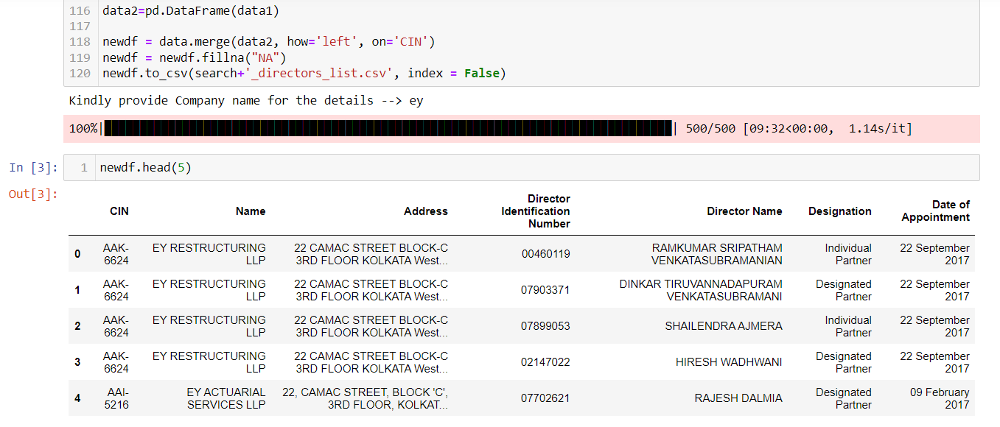 116 data2=pd.DataFrame(data1)
117
118 newdf = data.merge(data2, how='left', on='CIN')
119 newdf = newdf.fillna("NA")
120 newdf.to_csv(search+'_directors_list.csv', index = False)
Kindly provide Company name for the details --> ey
100%| | 500/500 [09:32<00:00, 1.14s/it]
In [3]: 1 newdf.head(5)
Out[3]:
CIN Name Address Director Identification Number Director Name Designation Date of Appointment
0 AAK-6624 EY RESTRUCTURING LLP 22 CAMAC STREET BLOCK-C 3RD FLOOR KOLKATA West... 00460119 RAMKUMAR SRIPATHAM VENKATASUBRAMANIAN Individual Partner 22 September 2017
1 AAK-6624 EY RESTRUCTURING LLP 22 CAMAC STREET BLOCK-C 3RD FLOOR KOLKATA West... 07903371 DINKAR TIRUVANNADAPURAM VENKATASUBRAMANI Designated Partner 22 September 2017
2 AAK-6624 EY RESTRUCTURING LLP 22 CAMAC STREET BLOCK-C 3RD FLOOR KOLKATA West... 07899053 SHAILENDRA AJMERA Individual Partner 22 September 2017
3 AAK-6624 EY RESTRUCTURING LLP 22 CAMAC STREET BLOCK-C 3RD FLOOR KOLKATA West... 02147022 HIRESH WADHWANI Designated Partner 22 September 2017
4 AAI-5216 EY ACTUARIAL SERVICES LLP 22, CAMAC STREET, BLOCK 'C', 3RD FLOOR, KOLKAT... 07702621 RAJESH DALMIA Designated Partner 09 February 2017